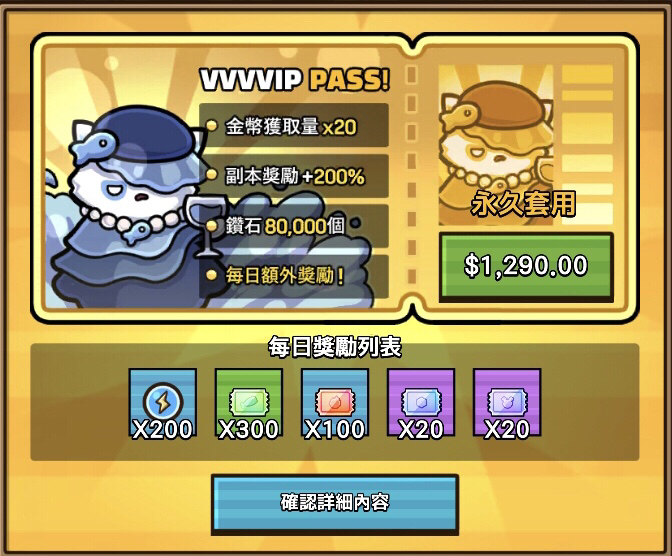 VVVVIP PASS!
金幣獲取量 x20
副本獎勵 +200%
鑽石 80,000個
每日額外獎勵!
永久套用
$1,290.00
每日獎勵列表
X200
X300
X100
X20
X20
確認詳細內容